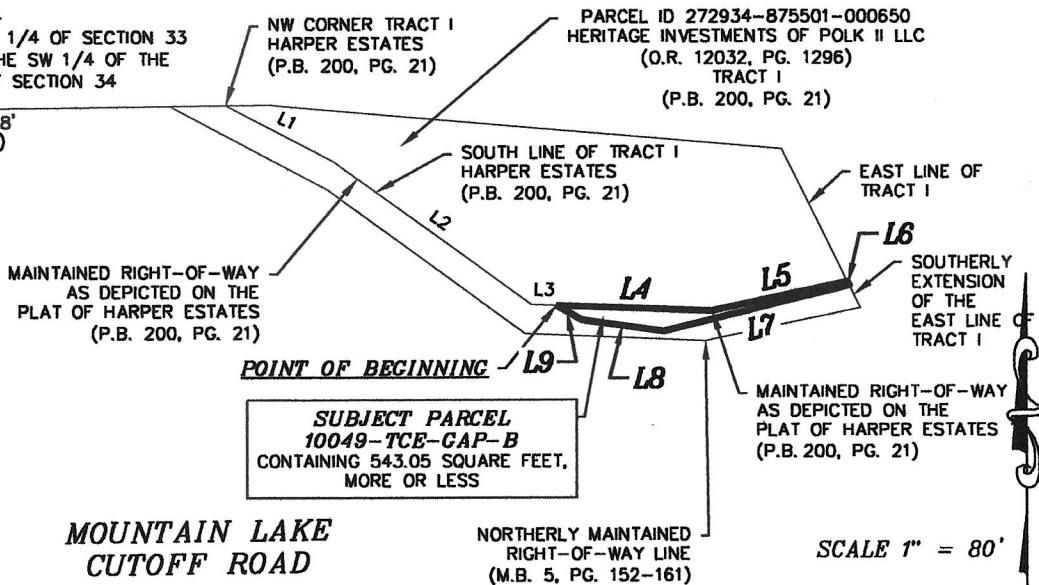 1/4 OF SECTION 33
HE SW 1/4 OF THE
SECTION 34
8'
)
NW CORNER TRACT I
HARPER ESTATES
(P.B. 200, PG. 21)
PARCEL ID 272934-875501-000650
HERITAGE INVESTMENTS OF POLK II LLC
(O.R. 12032, PG. 1296)
TRACT I
(P.B. 200, PG. 21)
L1
SOUTH LINE OF TRACT I
HARPER ESTATES
(P.B. 200, PG. 21)
EAST LINE OF
TRACT I
L2
L6
MAINTAINED RIGHT-OF-WAY
AS DEPICTED ON THE
PLAT OF HARPER ESTATES
(P.B. 200, PG. 21)
L3
L4
L5
SOUTHERLY
EXTENSION
OF THE
EAST LINE OF
TRACT I
L7
POINT OF BEGINNING
L9
L8
MAINTAINED RIGHT-OF-WAY
AS DEPICTED ON THE
PLAT OF HARPER ESTATES
(P.B. 200, PG. 21)
SUBJECT PARCEL
10049-TCE-GAP-B
CONTAINING 543.05 SQUARE FEET,
MORE OR LESS
MOUNTAIN LAKE
CUTOFF ROAD
NORTHERLY MAINTAINED
RIGHT-OF-WAY LINE
(M.B. 5, PG. 152-161)
SCALE 1" = 80'